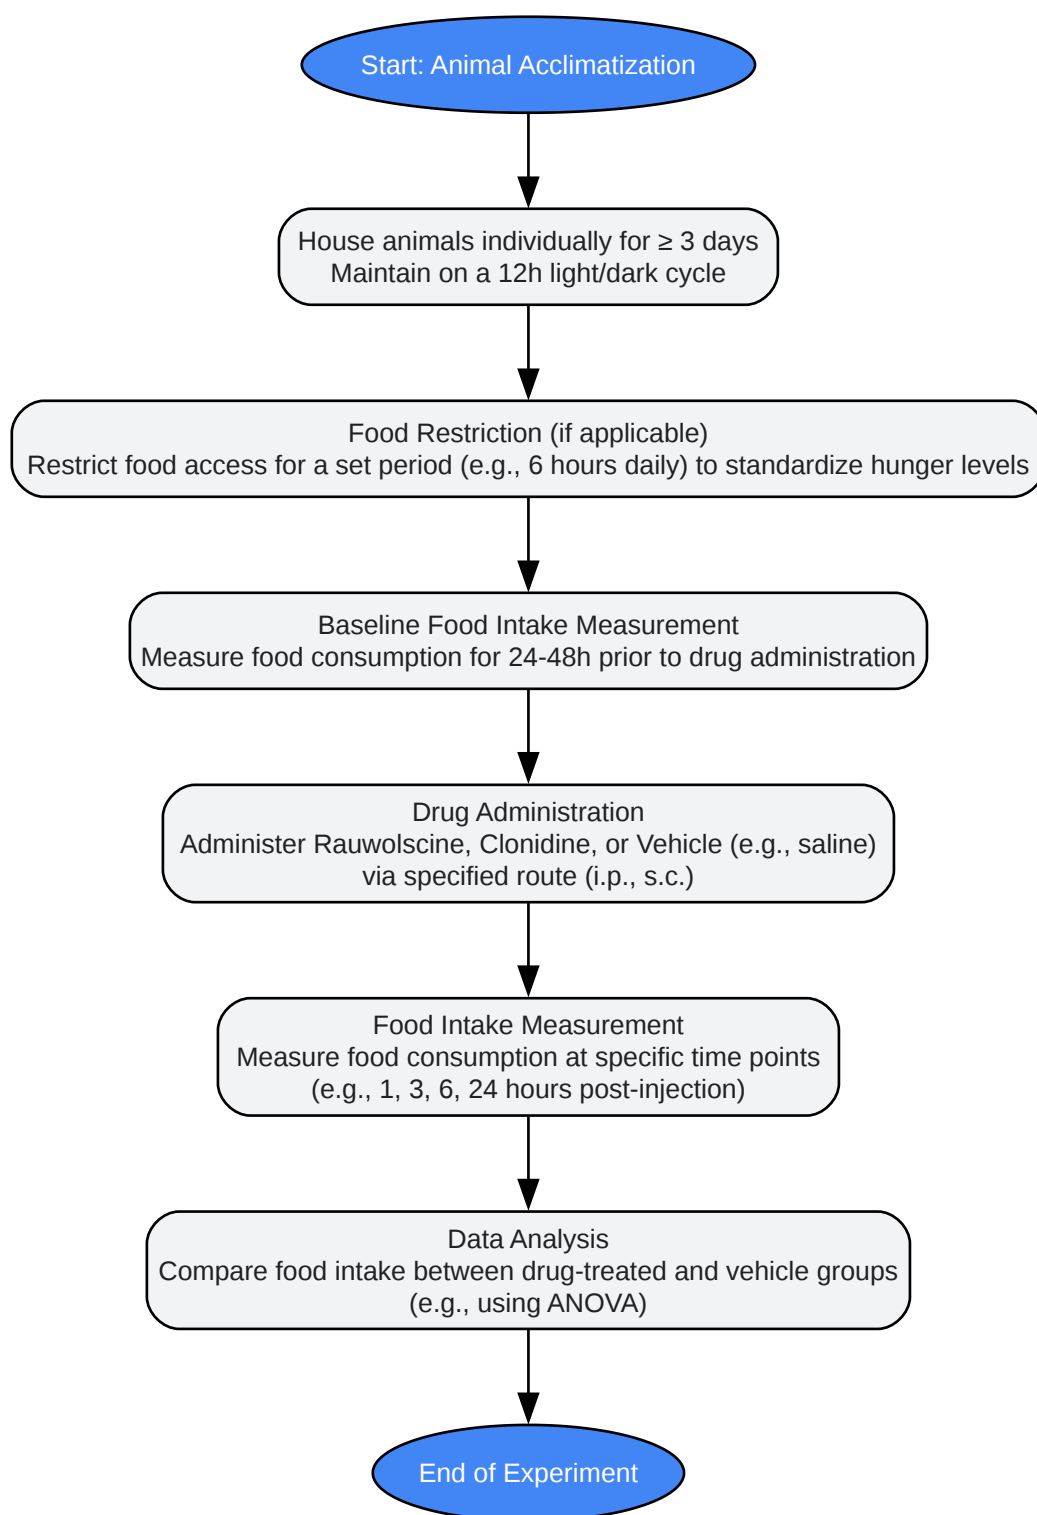 Start: Animal Acclimatization
House animals individually for ≥ 3 days
Maintain on a 12h light/dark cycle
Food Restriction (if applicable)
Restrict food access for a set period (e.g., 6 hours daily) to standardize hunger levels
Baseline Food Intake Measurement
Measure food consumption for 24-48h prior to drug administration
Drug Administration
Administer Rauwolscine, Clonidine, or Vehicle (e.g., saline)
via specified route (i.p., s.c.)
Food Intake Measurement
Measure food consumption at specific time points
(e.g., 1, 3, 6, 24 hours post-injection)
Data Analysis
Compare food intake between drug-treated and vehicle groups
(e.g., using ANOVA)
End of Experiment